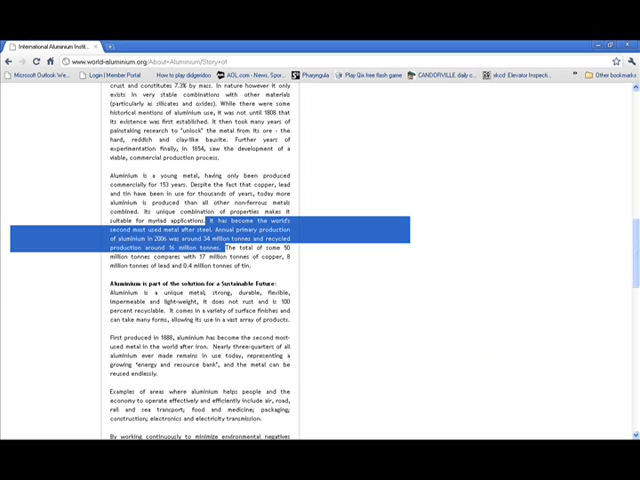 International Aluminium Instit...
www.world-aluminium.org/About+Aluminium/Story+of
Microsoft Outlook We... Login | Member Portal How to play didgeridoo AOL.com - News, Spor... Pharyngula Play Qix free flash game CANDORVILLE daily c... xkcd: Elevator Inspecti... » Other bookmarks
crust and constitutes 7.3% by mass. In nature however it only
exists in very stable combinations with other materials
(particularly as silicates and oxides). While there were some
historical mentions of aluminium use, it was not until 1808 that
its existence was first established. It then took many years of
painstaking research to "unlock" the metal from its ore - the
hard, reddish and clay-like bauxite. Further years of
experimentation finally, in 1854, saw the development of a
viable, commercial production process.
Aluminium is a young metal, having only been produced
commercially for 153 years. Despite the fact that copper, lead
and tin have been in use for thousands of years, today more
aluminium is produced than all other non-ferrous metals
combined. Its unique combination of properties makes it
suitable for myriad applications. It has become the world's
second most used metal after steel. Annual primary production
of aluminium in 2006 was around 34 million tonnes and recycled
production around 16 million tonnes. The total of some 50
million tonnes compares with 17 million tonnes of copper, 8
million tonnes of lead and 0.4 million tonnes of tin.
Aluminium is part of the solution for a Sustainable Future:
Aluminium is a unique metal; strong, durable, flexible,
impermeable and light-weight, it does not rust and is 100
percent recyclable. It comes in a variety of surface finishes and
can take many forms, allowing its use in a vast array of products.
First produced in 1888, aluminium has become the second most-
used metal in the world after iron. Nearly three-quarters of all
aluminium ever made remains in use today, representing a
growing 'energy and resource bank', and the metal can be
reused endlessly.
Examples of areas where aluminium helps people and the
economy to operate effectively and efficiently include air, road,
rail and sea transport; food and medicine; packaging;
construction; electronics and electricity transmission.
By working continuously to minimize environmental negatives